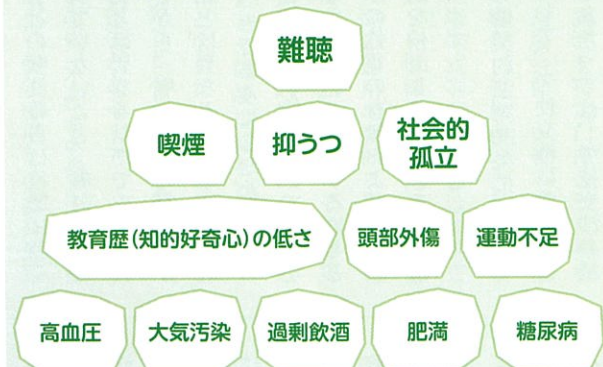 難聴
喫煙
抑うつ
社会的
孤立
教育歴(知的好奇心)の低さ
頭部外傷
運動不足
高血圧
大気汚染
過剰飲酒
肥満
糖尿病